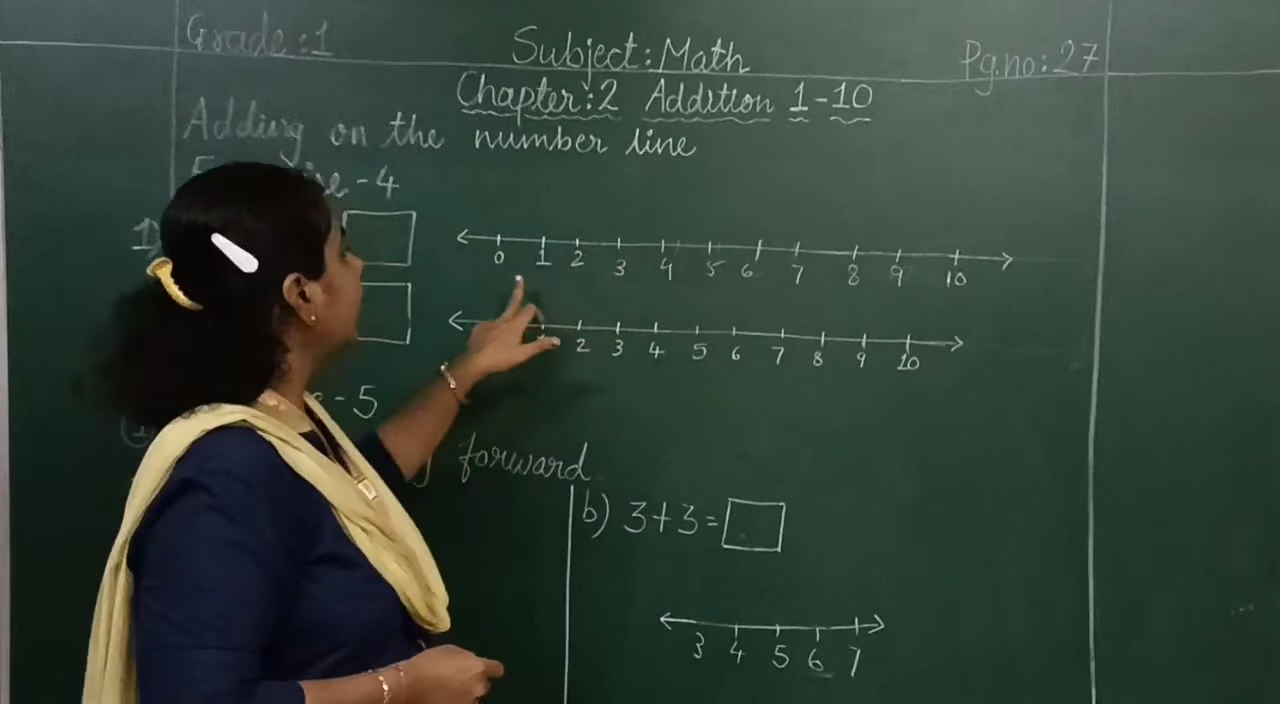 Grade:1
Subject:Math
Pg.no:27
Chapter:2 Addition 1-10
Adding on the number line
-4
1)
0 1 2 3 4 5 6 7 8 9 10
2 3 4 5 6 7 8 9 10
-5
forward
b) 3+3=
3 4 5 6 7